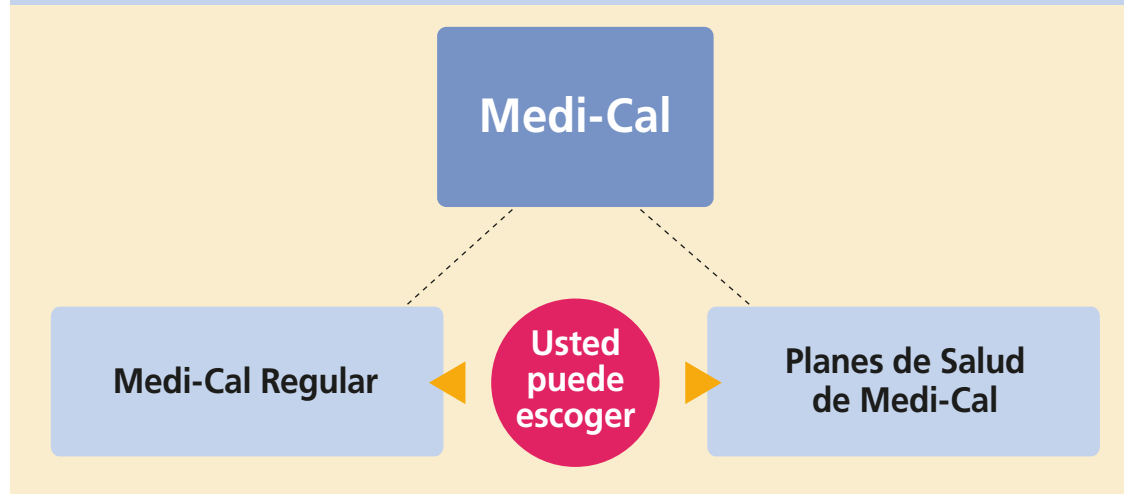 Medi-Cal
Medi-Cal Regular
Usted
puede
escoger
Planes de Salud
de Medi-Cal